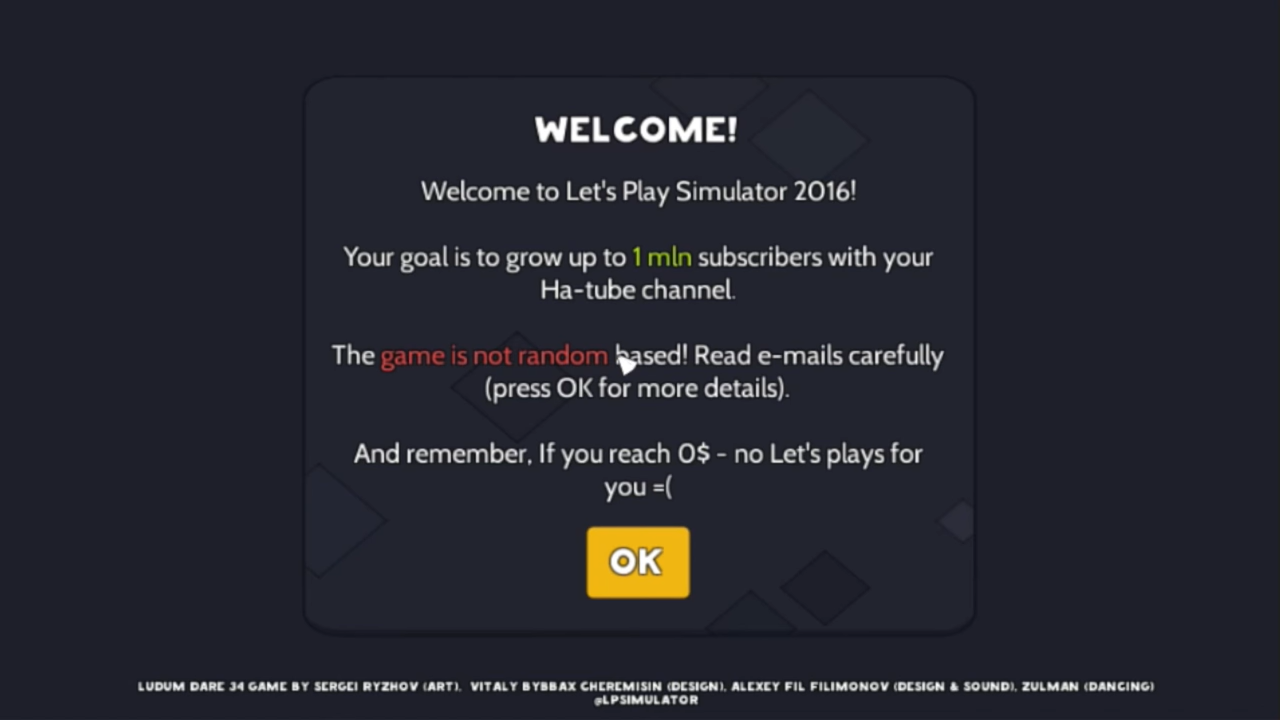 WELCOME!
Welcome to Let's Play Simulator 2016!
Your goal is to grow up to 1 mln subscribers with your
Ha-tube channel.
The game is not random based! Read e-mails carefully
(press OK for more details).
And remember, If you reach 0$ - no Let's plays for
you =(
OK
LUDUM DARE 34 GAME BY SERGEI RYZHOV (ART), VITALY BYBBAX CHEREMISIN (DESIGN), ALEXEY FIL FILIMONOV (DESIGN & SOUND), ZULMAN (DANCING)
@LPSIMULATOR